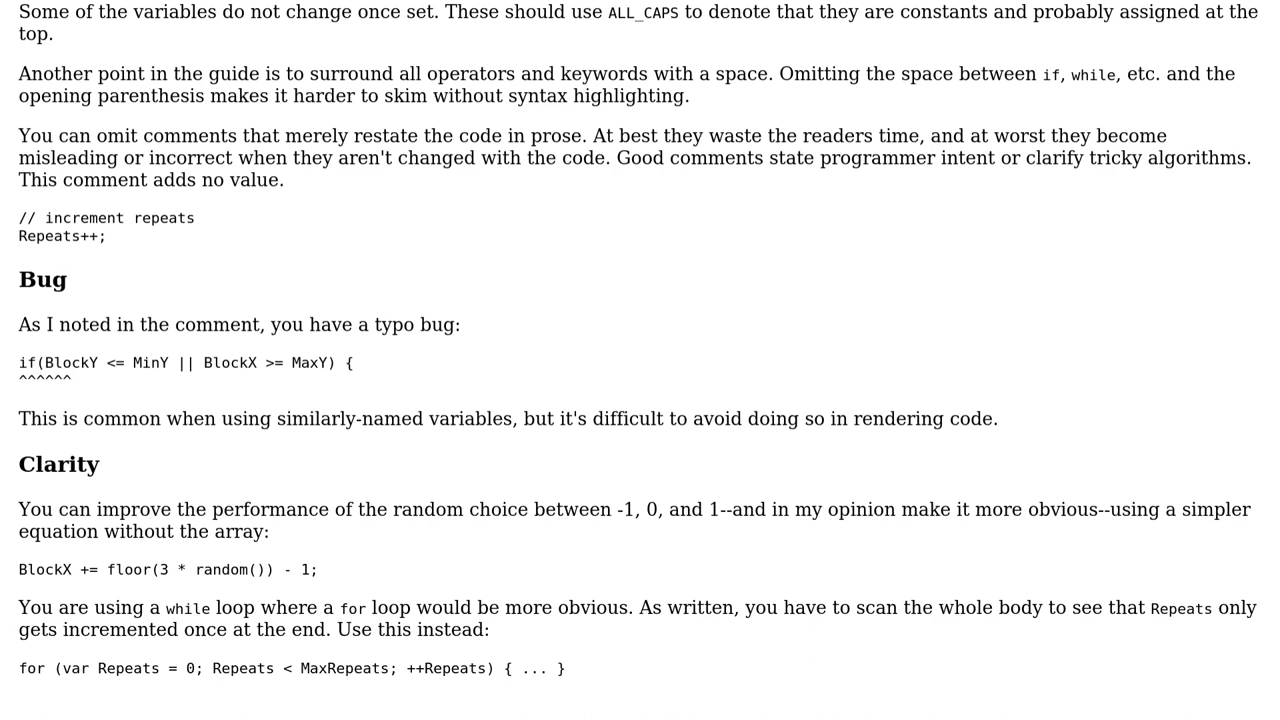 Some of the variables do not change once set. These should use ALL_CAPS to denote that they are constants and probably assigned at the
top.
Another point in the guide is to surround all operators and keywords with a space. Omitting the space between if, while, etc. and the
opening parenthesis makes it harder to skim without syntax highlighting.
You can omit comments that merely restate the code in prose. At best they waste the readers time, and at worst they become
misleading or incorrect when they aren't changed with the code. Good comments state programmer intent or clarify tricky algorithms.
This comment adds no value.
// increment repeats
Repeats++;
Bug
As I noted in the comment, you have a typo bug:
if(BlockY <= MinY || BlockX >= MaxY) {
^^^^^^
This is common when using similarly-named variables, but it's difficult to avoid doing so in rendering code.
Clarity
You can improve the performance of the random choice between -1, 0, and 1--and in my opinion make it more obvious--using a simpler
equation without the array:
BlockX += floor(3 * random()) - 1;
You are using a while loop where a for loop would be more obvious. As written, you have to scan the whole body to see that Repeats only
gets incremented once at the end. Use this instead:
for (var Repeats = 0; Repeats < MaxRepeats; ++Repeats) { ... }